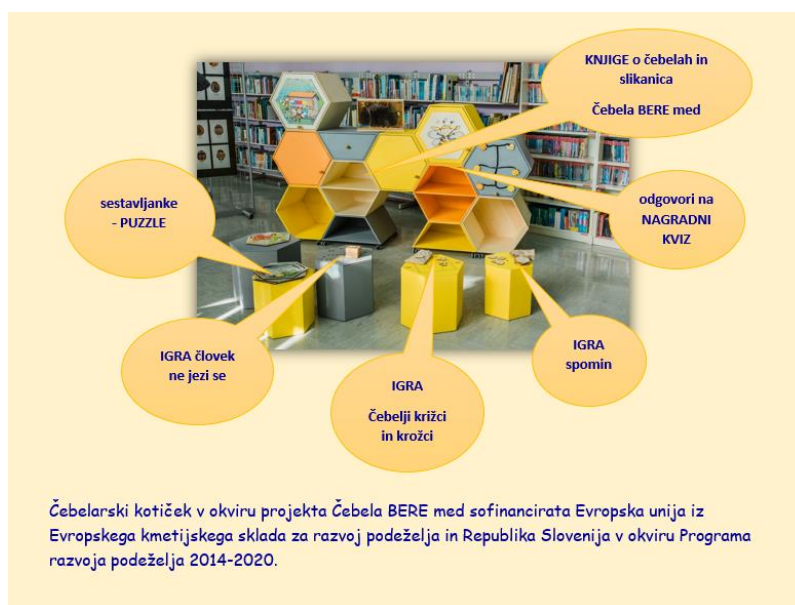 KNJIGE o čebelah in
slikanica
Čebela BERE med
sestavljanke
- PUZZLE
odgovori na
NAGRADNI
KVIZ
IGRA človek
ne jezi se
IGRA
Čebelji križci
in krožci
IGRA
spomin
Čebelarski kotiček v okviru projekta Čebela BERE med sofinancirata Evropska unija iz
Evropskega kmetijskega sklada za razvoj podeželja in Republika Slovenija v okviru Programa
razvoja podeželja 2014-2020.